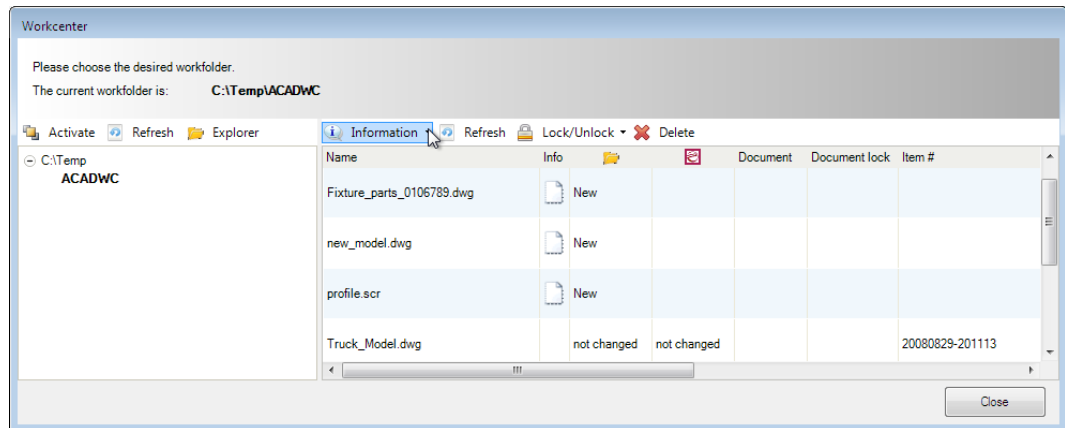 Workcenter
Please choose the desired workfolder.
The current workfolder is: C:\Temp\ACADWC
Activate Refresh Explorer Information Refresh Lock/Unlock Delete
C:\Temp
ACADWC
Name Info Document Document lock Item #
Fixture_parts_0106789.dwg New
new_model.dwg New
profile.scr New
Truck_Model.dwg not changed not changed 20080829-201113
Close